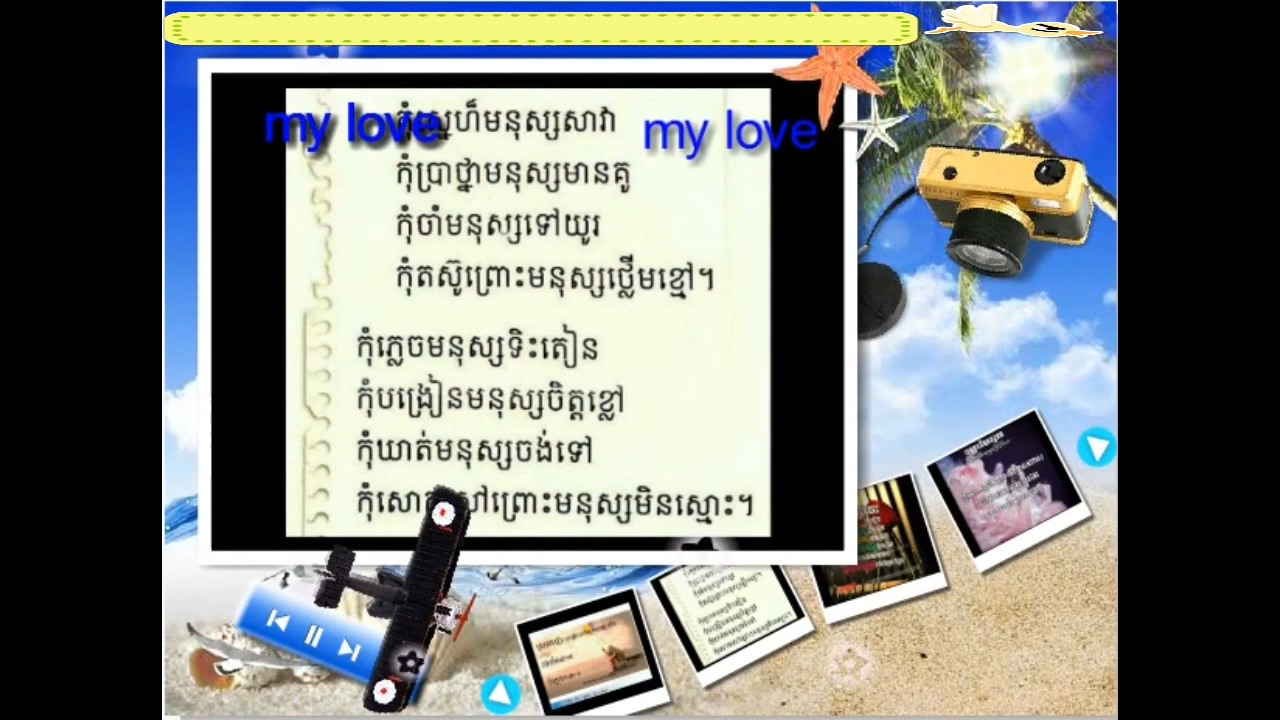 my love
my love
កុំស្នេហ៍មនុស្សសាវា
កុំប្រាថ្នាមនុស្សមានគូ
កុំចាំមនុស្សទៅយូរ
កុំតស៊ូព្រោះមនុស្សថ្លើមខ្មៅ។
កុំភ្លេចមនុស្សទិះតៀន
កុំបង្រៀនមនុស្សចិត្តខ្លៅ
កុំឃាត់មនុស្សចង់ទៅ
ព្រោះមនុស្សមិនស្មោះ។